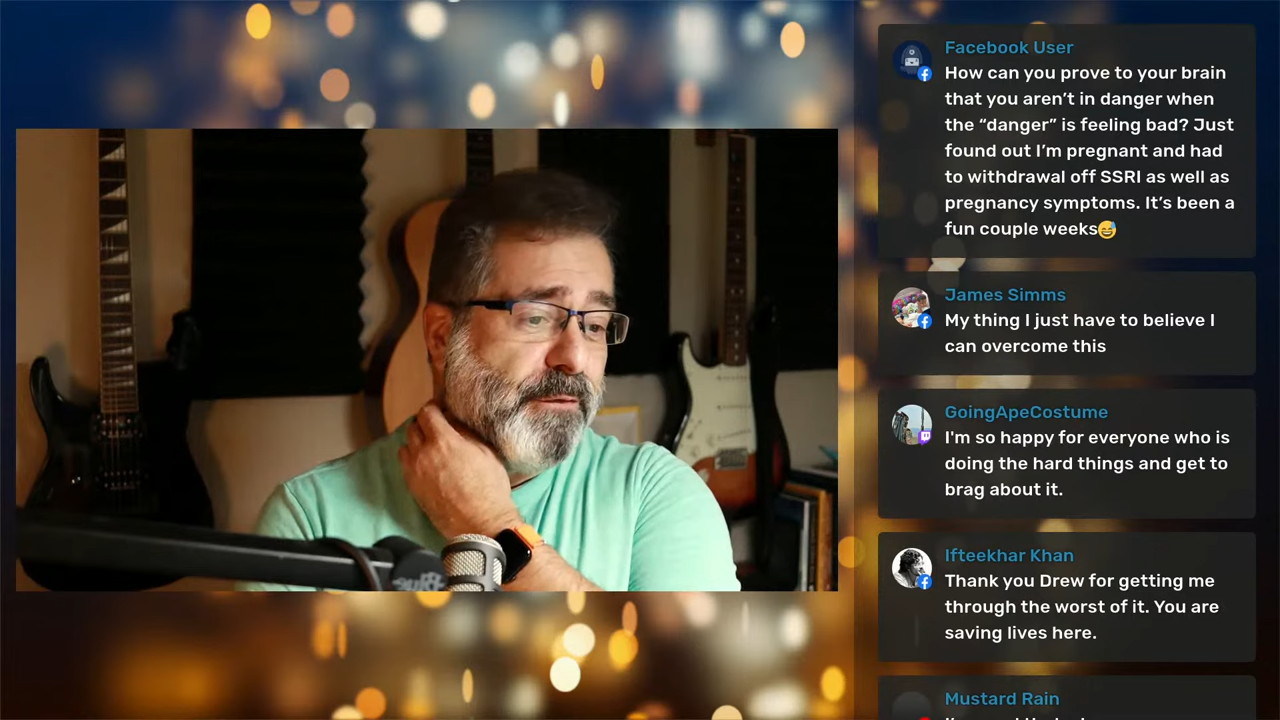 Facebook User
How can you prove to your brain
that you aren’t in danger when
the “danger” is feeling bad? Just
found out I’m pregnant and had
to withdrawal off SSRI as well as
pregnancy symptoms. It’s been a
fun couple weeks😅
James Simms
My thing I just have to believe I
can overcome this
GoingApeCostume
I'm so happy for everyone who is
doing the hard things and get to
brag about it.
Ifteekhar Khan
Thank you Drew for getting me
through the worst of it. You are
saving lives here.
Mustard Rain